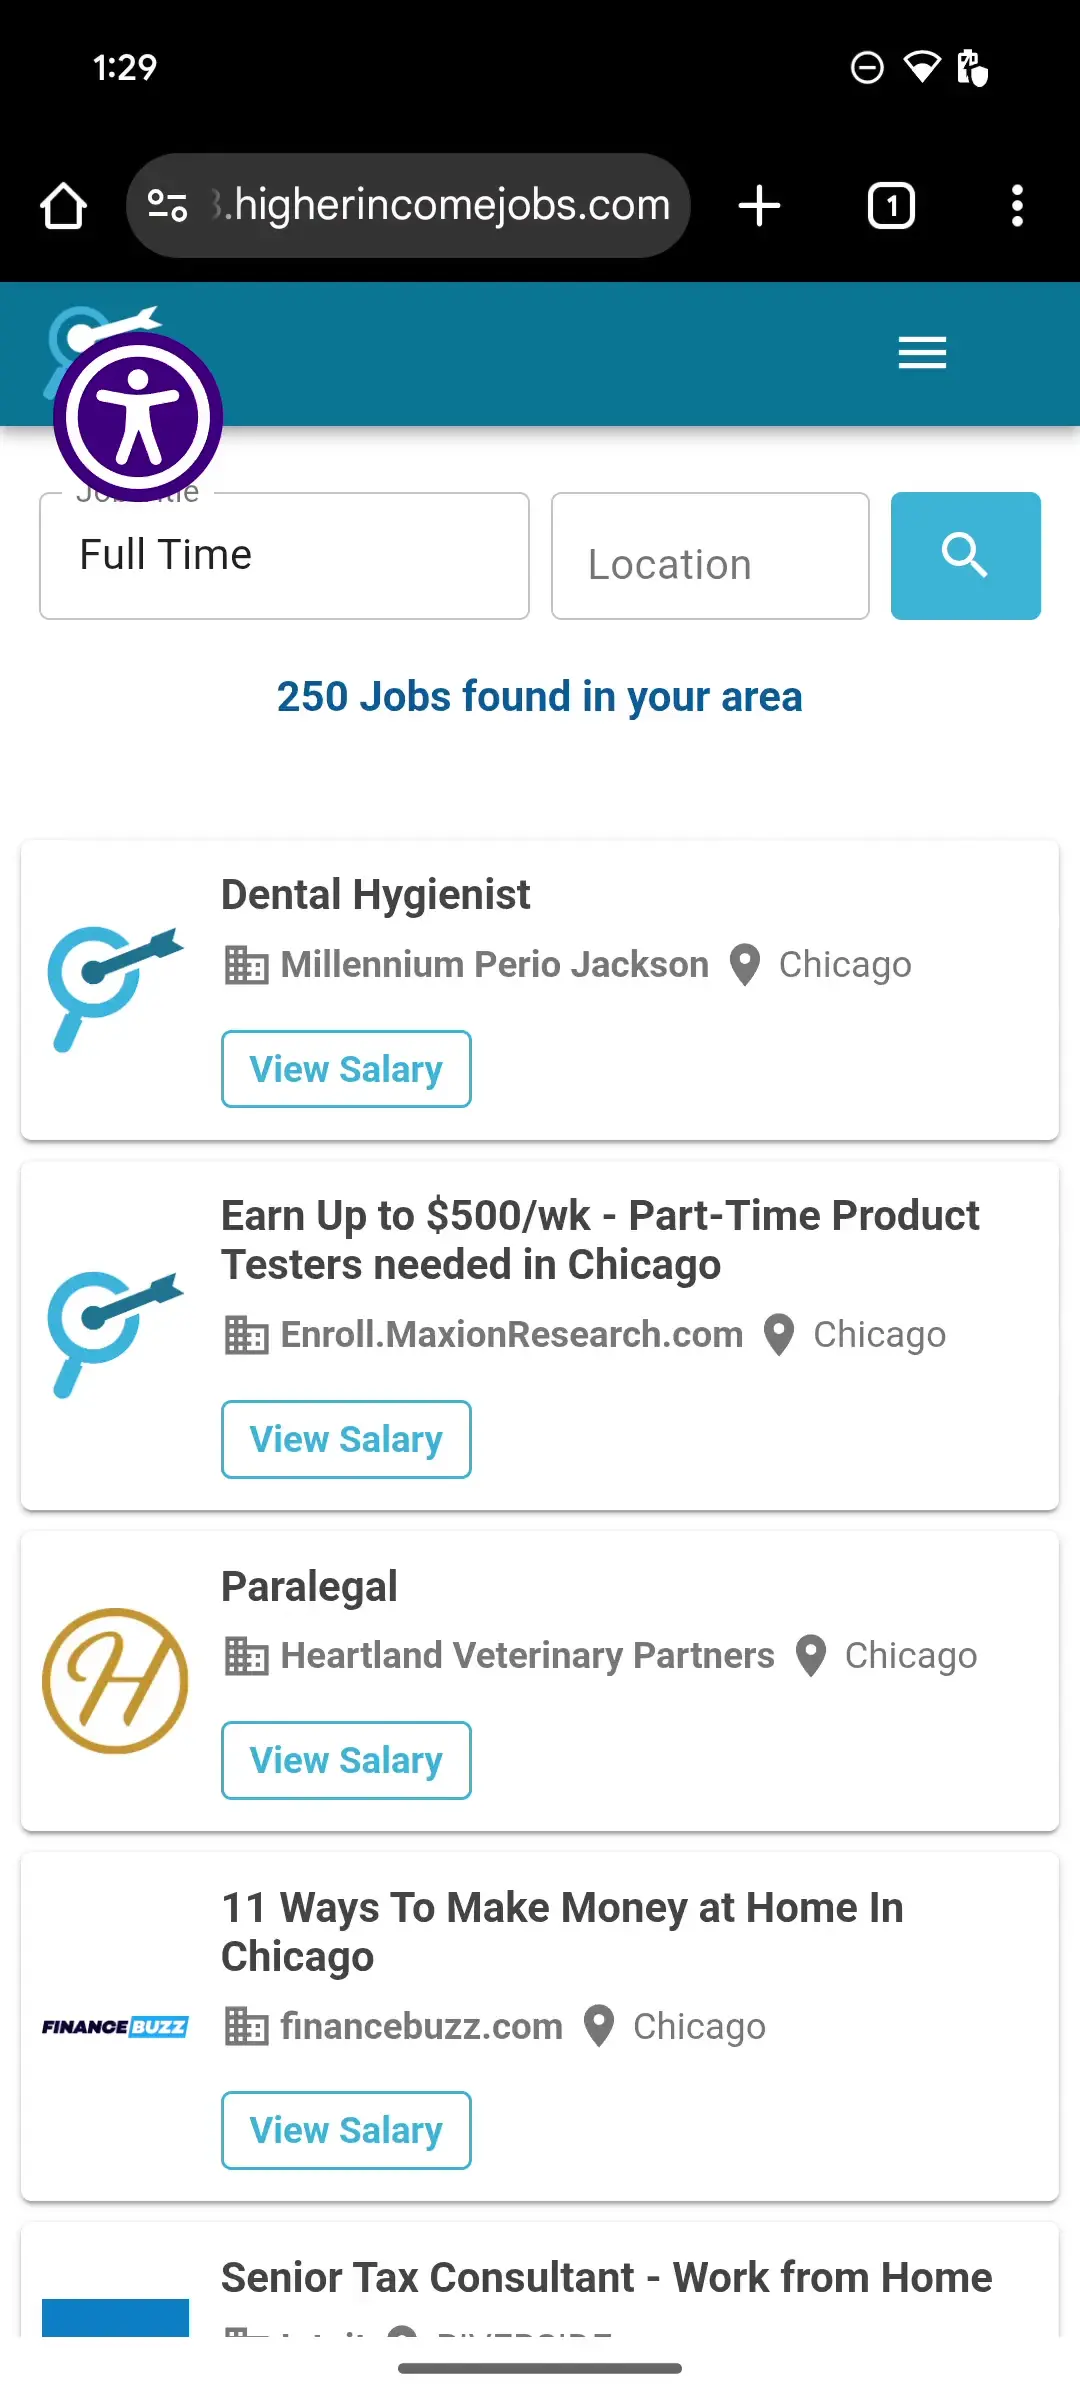 1:29
.higherincomejobs.com
1
Full Time
Location
250 Jobs found in your area
Dental Hygienist
Millennium Perio Jackson Chicago
View Salary
Earn Up to $500/wk - Part-Time Product
Testers needed in Chicago
Enroll.MaxionResearch.com Chicago
View Salary
Paralegal
H
Heartland Veterinary Partners Chicago
View Salary
11 Ways To Make Money at Home In
Chicago
FINANCEBUZZ
financebuzz.com Chicago
View Salary
Senior Tax Consultant - Work from Home